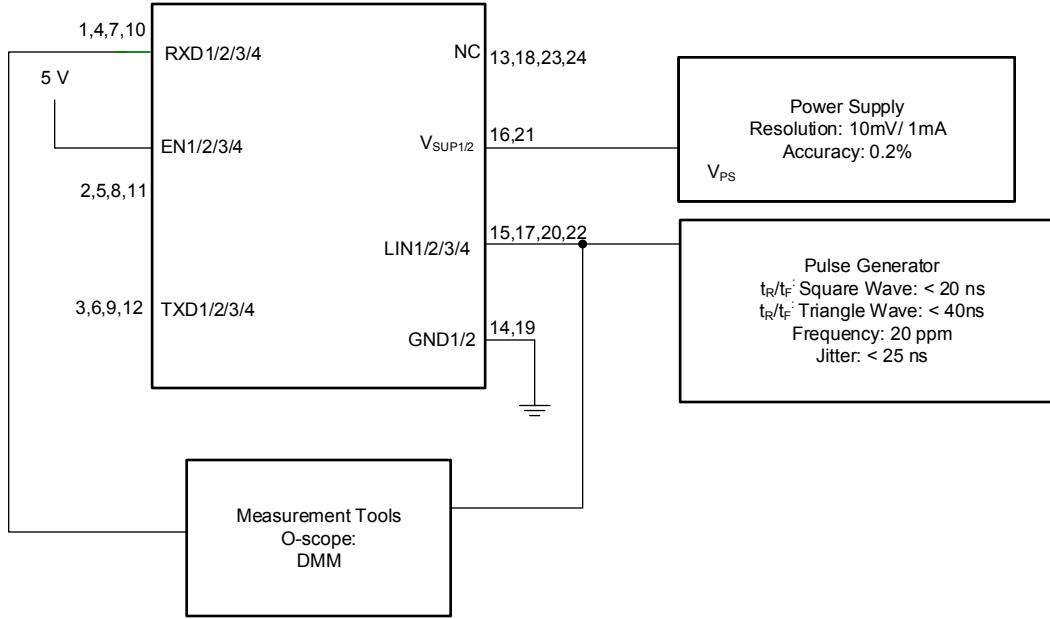 1,4,7,10
RXD1/2/3/4
5 V
EN1/2/3/4
2,5,8,11
3,6,9,12
TXD1/2/3/4
NC
13,18,23,24
VSUP1/2
16,21
LIN1/2/3/4
15,17,20,22
GND1/2
14,19
Power Supply
Resolution: 10mV/ 1mA
Accuracy: 0.2%
VPS
Pulse Generator
tR/tF: Square Wave: < 20 ns
tR/tF: Triangle Wave: < 40ns
Frequency: 20 ppm
Jitter: < 25 ns
Measurement Tools
O-scope:
DMM